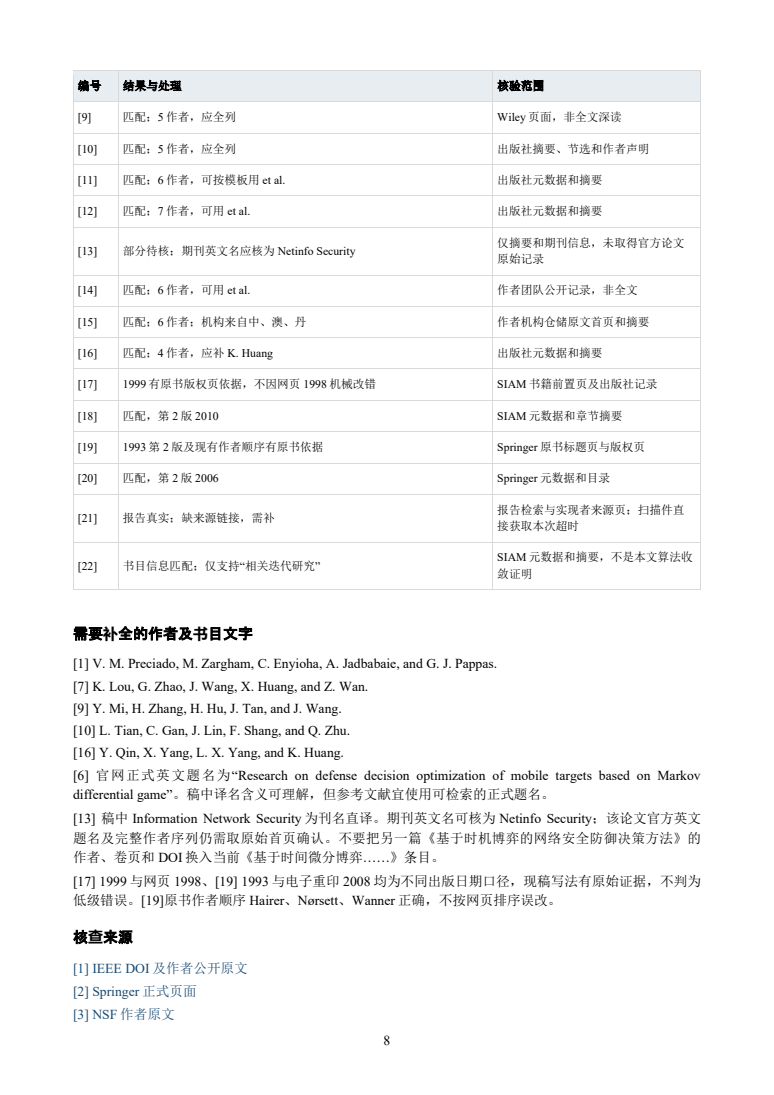 编号 结果与处理 核验范围
[9] 匹配；5 作者，应全列 Wiley 页面，非全文深读
[10] 匹配；5 作者，应全列 出版社摘要、节选和作者声明
[11] 匹配；6 作者，可按模板用 et al. 出版社元数据和摘要
[12] 匹配；7 作者，可用 et al. 出版社元数据和摘要
[13] 部分待核；期刊英文名应核为 Netinfo Security 仅摘要和期刊信息，未取得官方论文
原始记录
[14] 匹配；6 作者，可用 et al. 作者团队公开记录，非全文
[15] 匹配；6 作者；机构来自中、澳、丹 作者机构仓储原文首页和摘要
[16] 匹配；4 作者，应补 K. Huang 出版社元数据和摘要
[17] 1999 有原书版权页依据，不因网页 1998 机械改错 SIAM 书籍前置页及出版社记录
[18] 匹配，第 2 版 2010 SIAM 元数据和章节摘要
[19] 1993 第 2 版及现有作者顺序有原书依据 Springer 原书标题页与版权页
[20] 匹配，第 2 版 2006 Springer 元数据和目录
[21] 报告真实；缺来源链接，需补 报告检索与实现者来源页；扫描件直
接获取本次超时
[22] 书目信息匹配；仅支持“相关迭代研究” SIAM 元数据和摘要，不是本文算法收
敛证明
需要补全的作者及书目文字
[1] V. M. Preciado, M. Zargham, C. Enyioha, A. Jadbabaie, and G. J. Pappas.
[7] K. Lou, G. Zhao, J. Wang, X. Huang, and Z. Wan.
[9] Y. Mi, H. Zhang, H. Hu, J. Tan, and J. Wang.
[10] L. Tian, C. Gan, J. Lin, F. Shang, and Q. Zhu.
[16] Y. Qin, X. Yang, L. X. Yang, and K. Huang.
[6] 官网正式英文题名为“Research on defense decision optimization of mobile targets based on Markov
differential game”。稿中译名含义可理解，但参考文献宜使用可检索的正式题名。
[13] 稿中 Information Network Security 为刊名直译。期刊英文名可核为 Netinfo Security；该论文官方英文
题名及完整作者序列仍需取原始首页确认。不要把另一篇《基于时机博弈的网络安全防御决策方法》的
作者、卷页和 DOI 换入当前《基于时间微分博弈……》条目。
[17] 1999 与网页 1998、[19] 1993 与电子重印 2008 均为不同出版日期口径，现稿写法有原始证据，不判为
低级错误。[19]原书作者顺序 Hairer、Nørsett、Wanner 正确，不按网页排序误改。
核查来源
[1] IEEE DOI 及作者公开原文
[2] Springer 正式页面
[3] NSF 作者原文
8